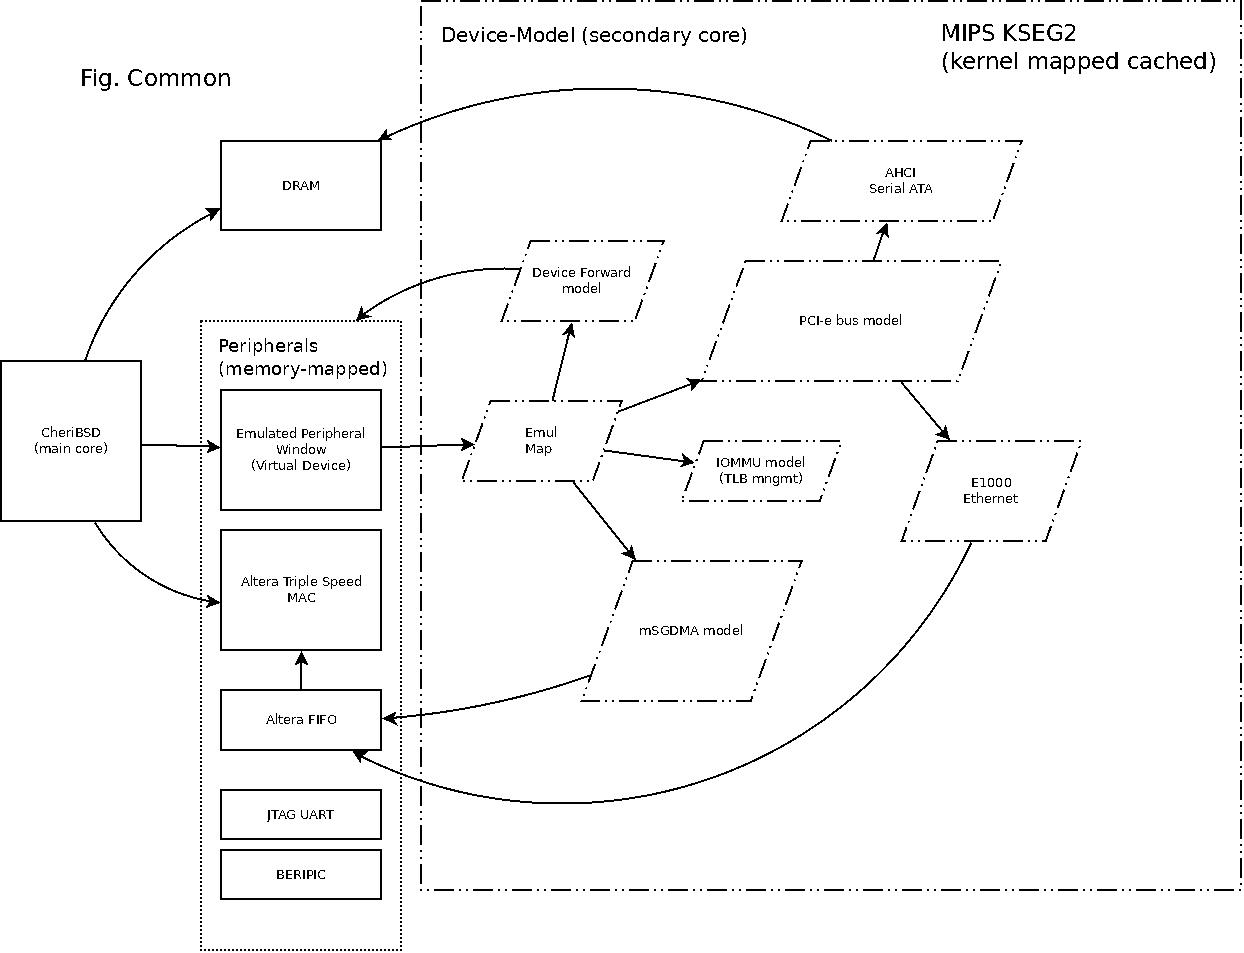 Device-Model (secondary core)
MIPS KSEG2
(kernel mapped cached)
Fig. Common
DRAM
AHCI
Serial ATA
Device Forward
model
PCI-e bus model
Peripherals
(memory-mapped)
CheriBSD
(main core)
Emulated Peripheral
Window
(Virtual Device)
Emul
Map
IOMMU model
(TLB mngmt)
E1000
Ethernet
Altera Triple Speed
MAC
mSGDMA model
Altera FIFO
JTAG UART
BERIPIC